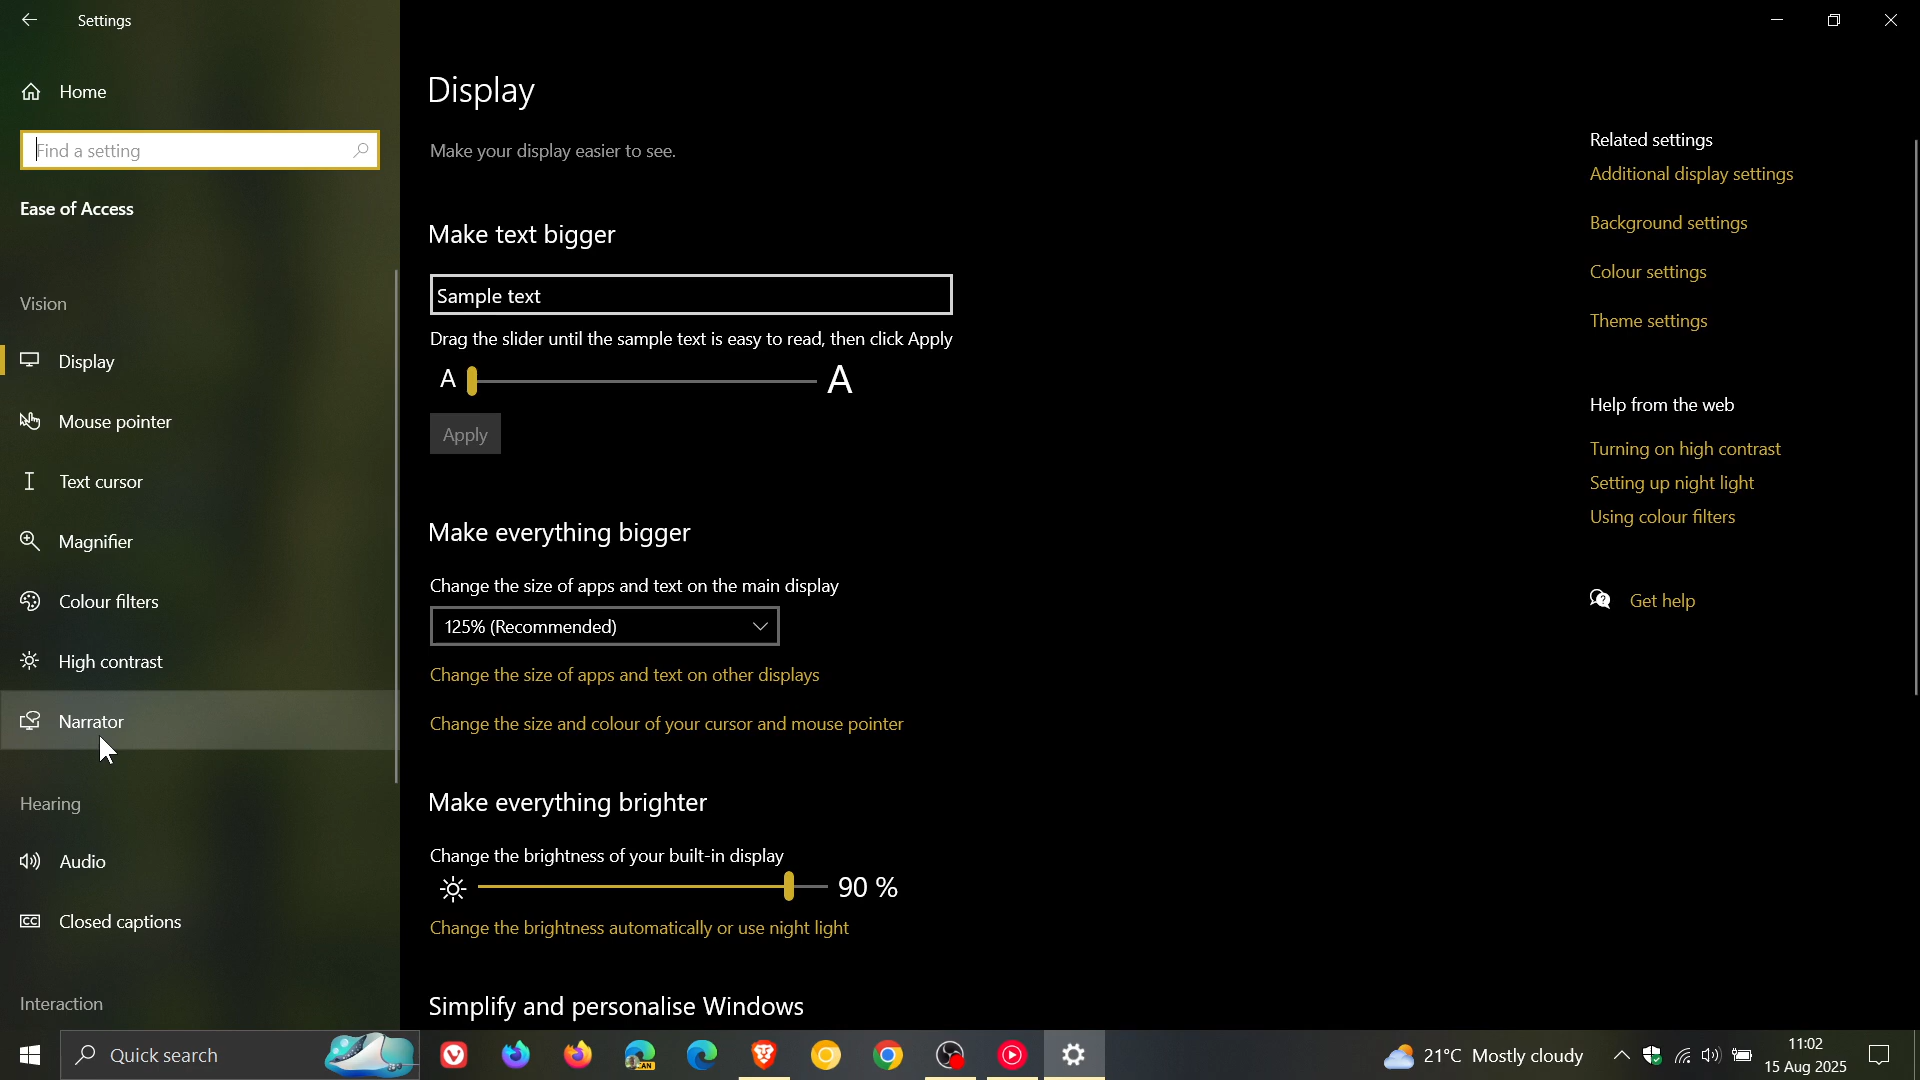 Settings
Home
Find a setting
Ease of Access
Vision
Display
Mouse pointer
Text cursor
Magnifier
Colour filters
High contrast
Narrator
Hearing
Audio
Closed captions
Interaction
Display
Make your display easier to see.
Make text bigger
Sample text
Drag the slider until the sample text is easy to read, then click Apply
A A
Apply
Make everything bigger
Change the size of apps and text on the main display
125% (Recommended)
Change the size of apps and text on other displays
Change the size and colour of your cursor and mouse pointer
Make everything brighter
Change the brightness of your built-in display
90 %
Change the brightness automatically or use night light
Simplify and personalise Windows
Related settings
Additional display settings
Background settings
Colour settings
Theme settings
Help from the web
Turning on high contrast
Setting up night light
Using colour filters
Get help
Quick search
CAN
21°C Mostly cloudy
11:02
15 Aug 2025